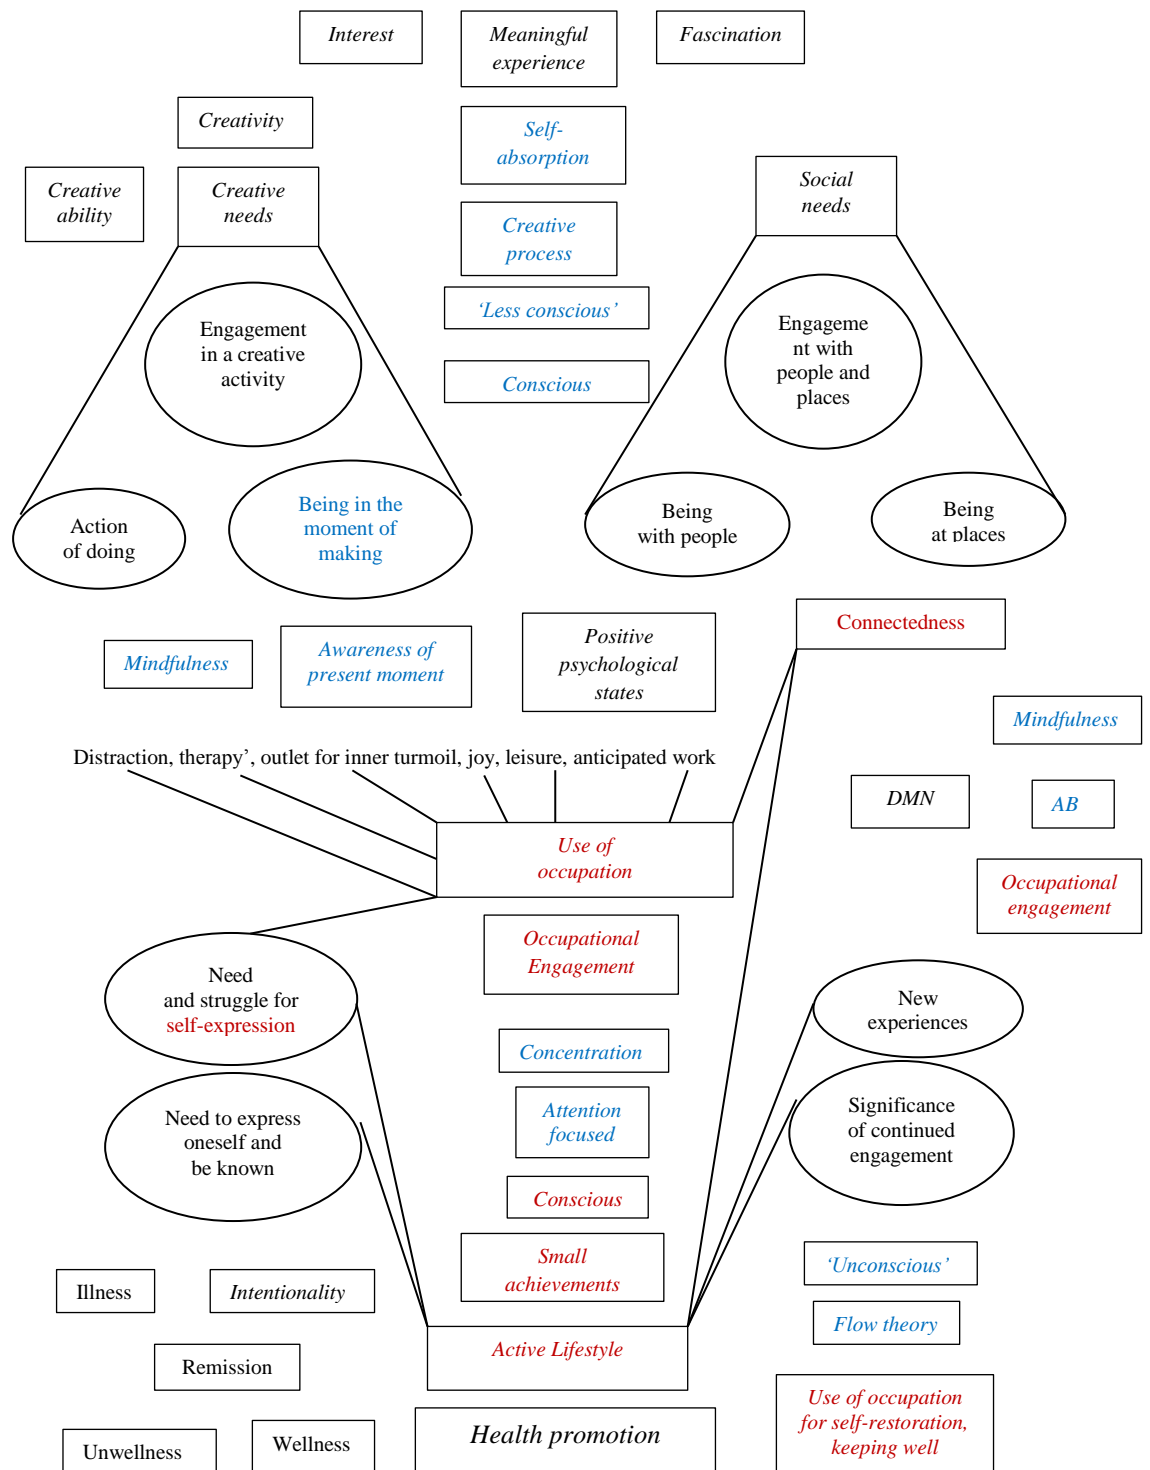 Interest
Meaningful
experience
Fascination
Creativity
Self-
absorption
Creative
ability
Creative
needs
Social
needs
Creative
process
‘Less conscious’
Conscious
Engagement
in a creative
activity
Engageme
nt with
people and
places
Action
of doing
Being in the
moment of
making
Being
with people
Being
at places
Connectedness
Mindfulness
Awareness of
present moment
Positive
psychological
states
Mindfulness
Distraction, therapy’, outlet for inner turmoil, joy, leisure, anticipated work
DMN
AB
Use of
occupation
Occupational
engagement
Occupational
Engagement
Need
and struggle for
self-expression
New
experiences
Concentration
Attention
focused
Need to express
oneself and
be known
Significance
of continued
engagement
Conscious
Small
achievements
‘Unconscious’
Illness
Intentionality
Flow theory
Active Lifestyle
Remission
Use of occupation
for self-restoration,
keeping well
Health promotion
Unwellness
Wellness